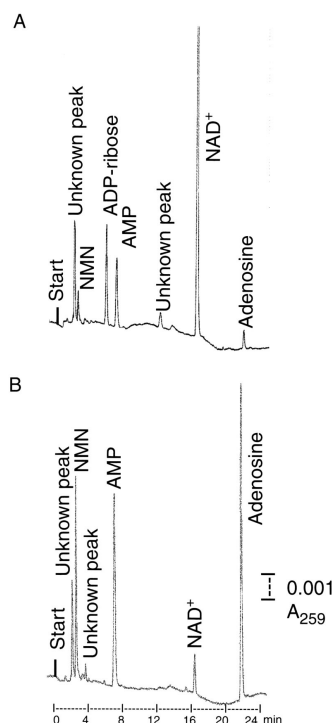 A
Start
Unknown peak
NMN
ADP-ribose
AMP
Unknown peak
NAD+
Adenosine
B
Start
Unknown peak
NMN
Unknown peak
AMP
NAD+
Adenosine
0.001
A259
0 4 8 12 16 20 24 min